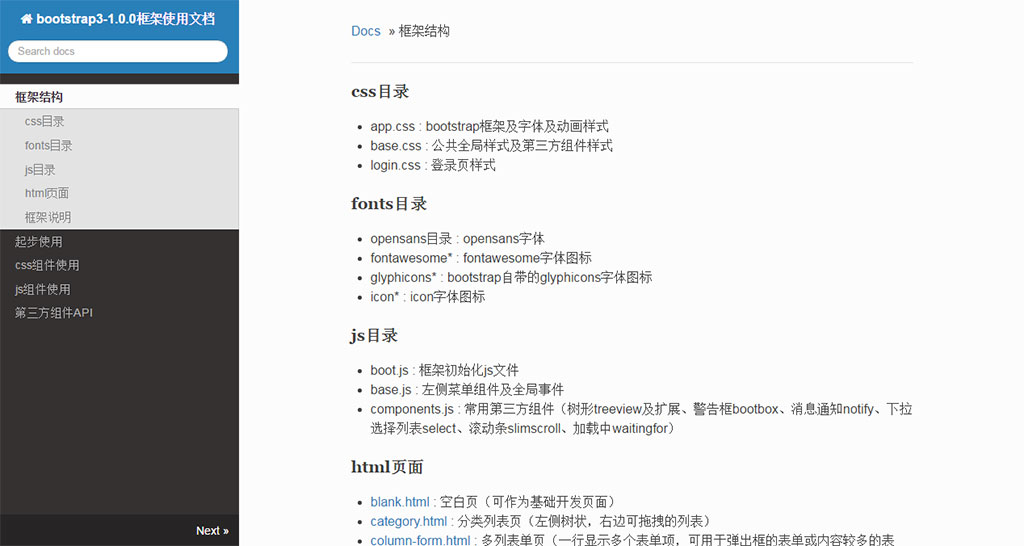 bootstrap3-1.0.0框架使用文档
Search docs
框架结构
css目录
fonts目录
js目录
html页面
框架说明
起步使用
css组件使用
js组件使用
第三方组件API
Next »
Docs » 框架结构
css目录
app.css : bootstrap框架及字体及动画样式
base.css : 公共全局样式及第三方组件样式
login.css : 登录页样式
fonts目录
opensans目录 : opensans字体
fontawesome* : fontawesome字体图标
glyphicons* : bootstrap自带的glyphicons字体图标
icon* : icon字体图标
js目录
boot.js : 框架初始化js文件
base.js : 左侧菜单组件及全局事件
components.js : 常用第三方组件（树形treeview及扩展、警告框bootbox、消息通知notify、下拉
选择列表select、滚动条slimscroll、加载中waitingfor）
html页面
blank.html : 空白页（可作为基础开发页面）
category.html : 分类列表页（左侧树状，右边可拖拽的列表）
column-form.html : 多列表单页（一行显示多个表单项，可用于弹出框的表单或内容较多的表